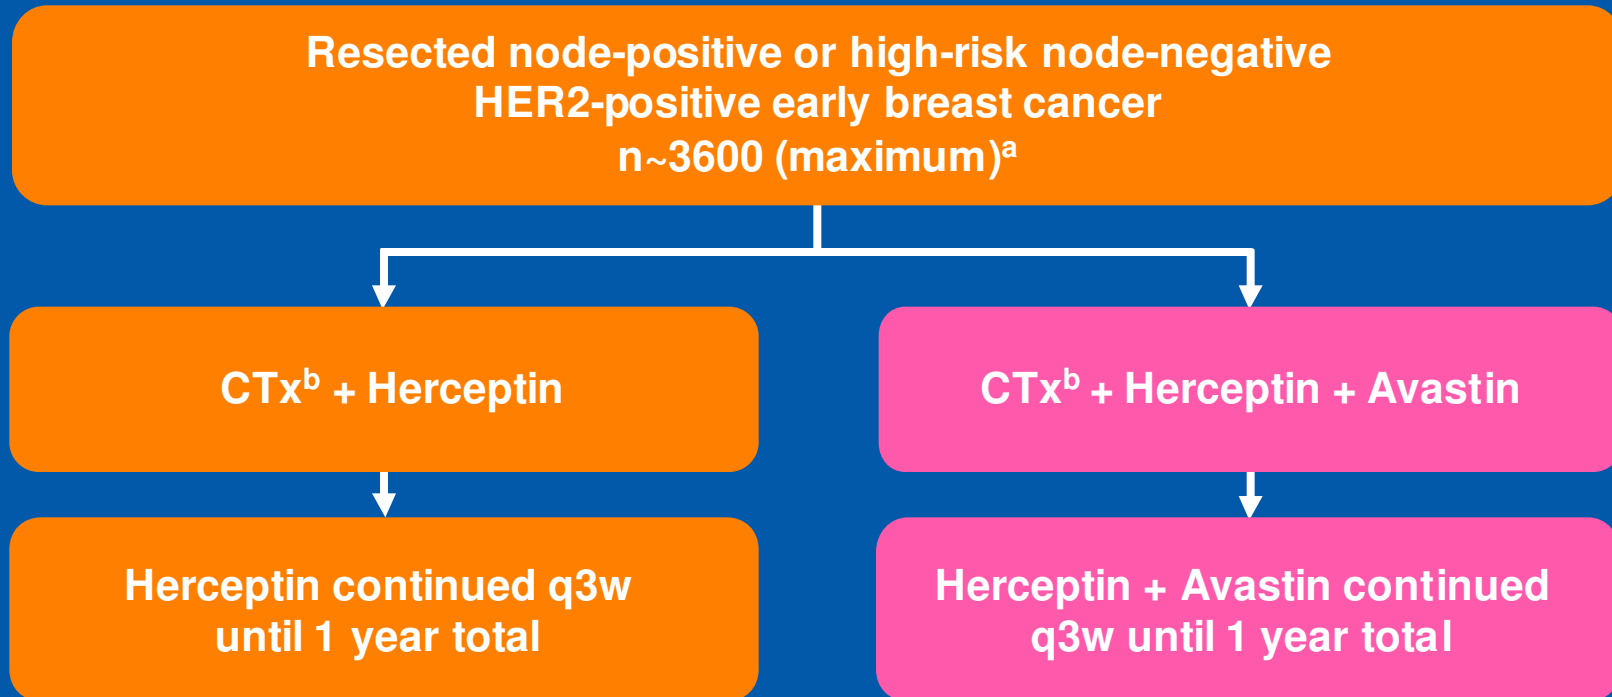 Resected node-positive or high-risk node-negative
HER2-positive early breast cancer
n~3600 (maximum)ᵃ
CTxᵇ + Herceptin
CTxᵇ + Herceptin + Avastin
Herceptin continued q3w
until 1 year total
Herceptin + Avastin continued
q3w until 1 year total